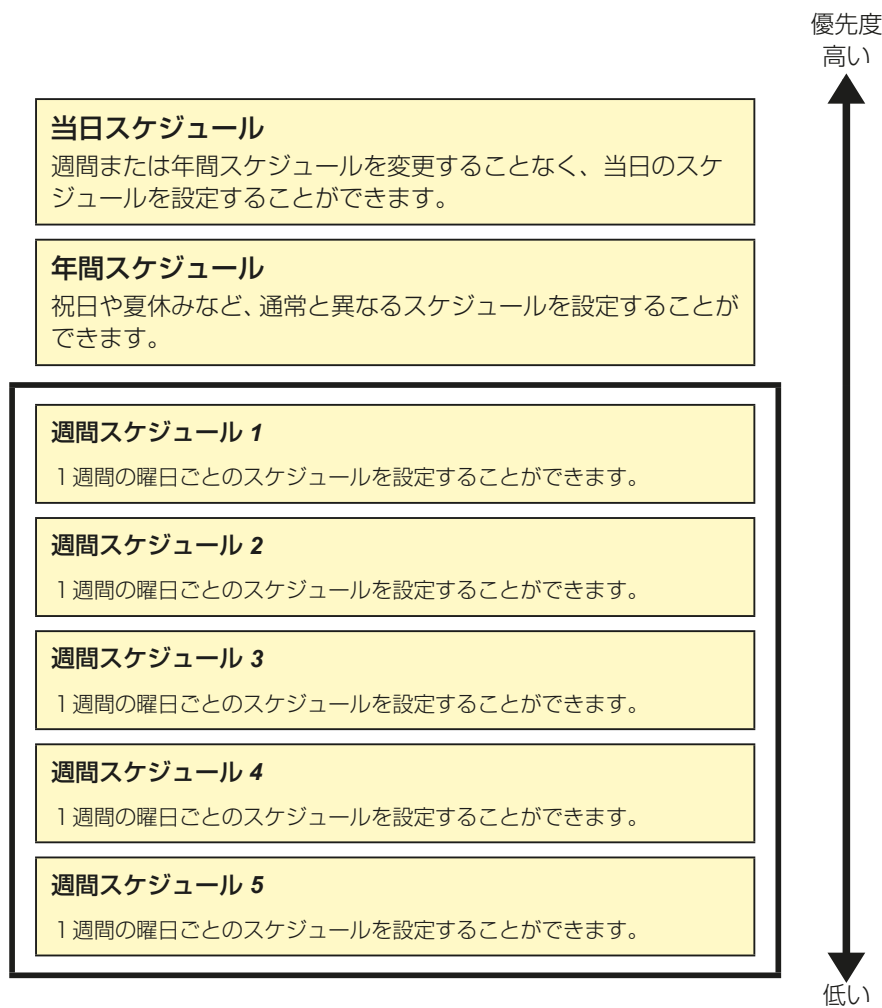 優先度
高い
当日スケジュール
週間または年間スケジュールを変更することなく、当日のスケ
ジュールを設定することができます。
年間スケジュール
祝日や夏休みなど、通常と異なるスケジュールを設定することが
できます。
週間スケジュール 1
1週間の曜日ごとのスケジュールを設定することができます。
週間スケジュール 2
1週間の曜日ごとのスケジュールを設定することができます。
週間スケジュール 3
1週間の曜日ごとのスケジュールを設定することができます。
週間スケジュール 4
1週間の曜日ごとのスケジュールを設定することができます。
週間スケジュール 5
1週間の曜日ごとのスケジュールを設定することができます。
低い